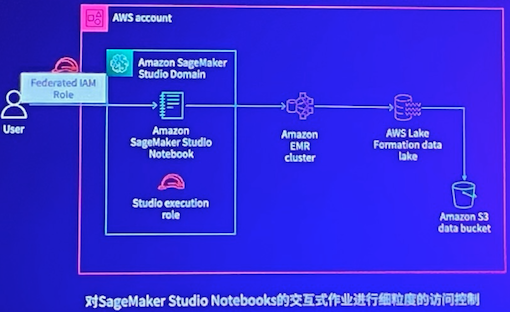 AWS account
Amazon SageMaker
Studio Domain
Federated IAM
Role
User
Amazon
SageMaker Studio
Notebook
Amazon
EMR
cluster
AWS Lake
Formation data
lake
Studio execution
role
Amazon S3
data bucket
对SageMaker Studio Notebooks的交互式作业进行细粒度的访问控制